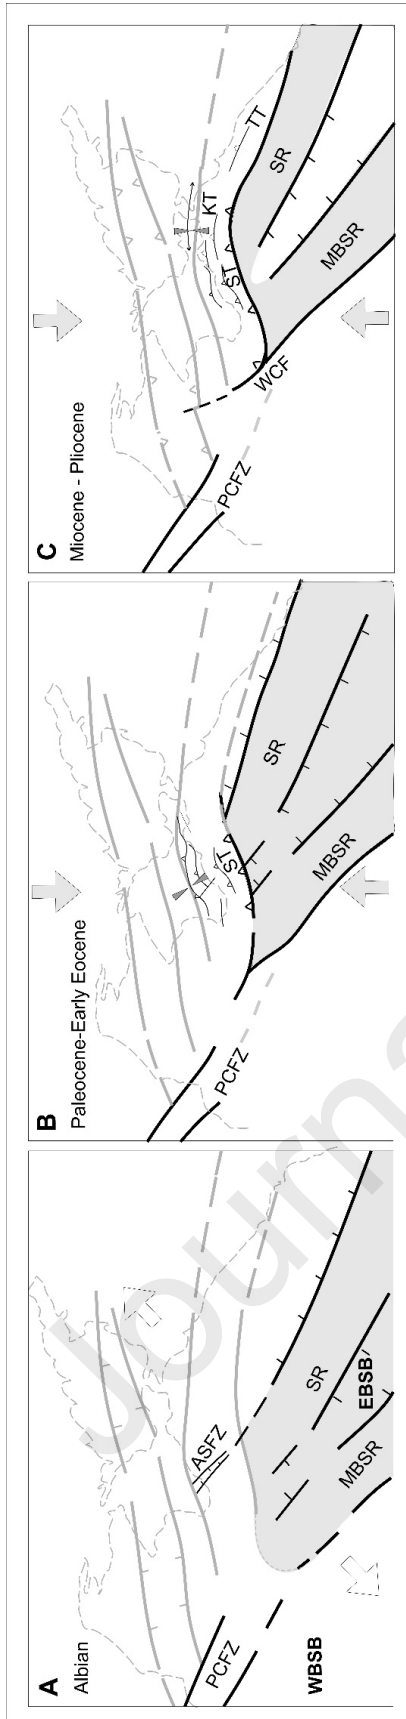 A
Albian
PCFZ
WBSB
ASFZ
SR
EBSB
MBSR
B
Paleocene-Early Eocene
PCFZ
ST
SR
MBSR
C
Miocene - Pliocene
PCFZ
WCF
ST
KT
TT
SR
MBSR
Journa